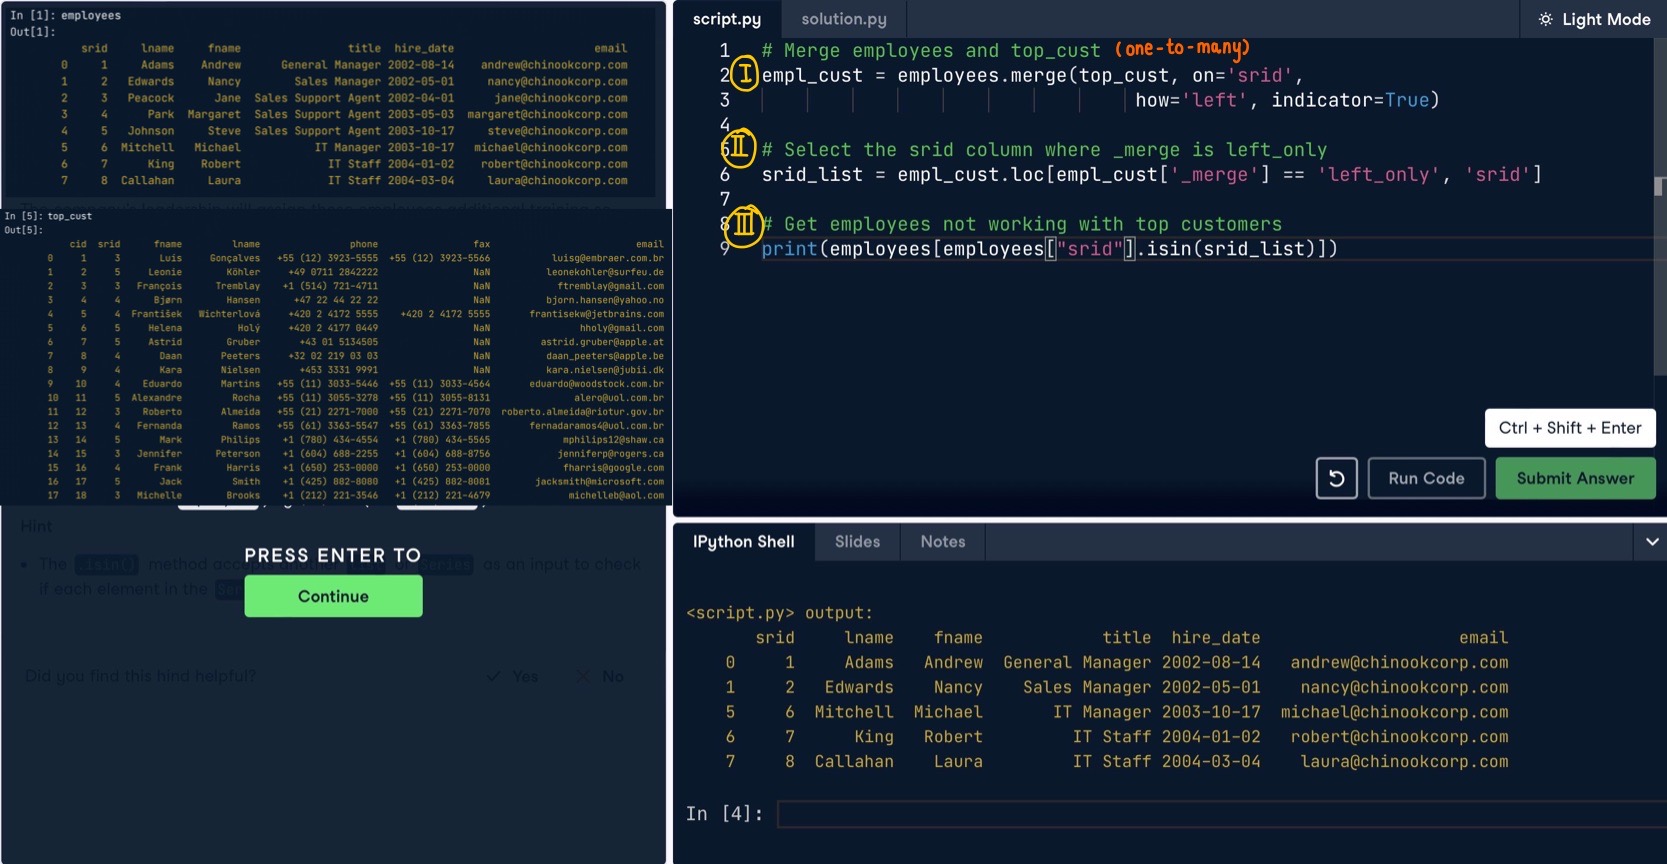 In [1]: employees
Out[1]:
srid lname fname title hire_date email
0 1 Adams Andrew General Manager 2002-08-14 andrew@chinookcorp.com
1 2 Edwards Nancy Sales Manager 2002-05-01 nancy@chinookcorp.com
2 3 Peacock Jane Sales Support Agent 2002-04-01 jane@chinookcorp.com
3 4 Park Margaret Sales Support Agent 2003-05-03 margaret@chinookcorp.com
4 5 Johnson Steve Sales Support Agent 2003-10-17 steve@chinookcorp.com
5 6 Mitchell Michael IT Manager 2003-10-17 michael@chinookcorp.com
6 7 King Robert IT Staff 2004-01-02 robert@chinookcorp.com
7 8 Callahan Laura IT Staff 2004-03-04 laura@chinookcorp.com
In [5]: top_cust
Out[5]:
cid srid fname lname phone fax email
0 1 3 Luis Gonçalves +55 (12) 3923-5555 +55 (12) 3923-5566 luisg@embraer.com.br
1 2 5 Leonie Köhler +49 0711 2842222 NaN leonekohler@surfeu.de
2 3 3 François Tremblay +1 (514) 721-4711 NaN ftremblay@gmail.com
3 4 4 Bjørn Hansen +47 22 44 22 22 NaN bjorn.hansen@yahoo.no
4 5 4 František Wichterlová +420 2 4172 5555 +420 2 4172 5555 frantisekw@jetbrains.com
5 6 5 Helena Holý +420 2 4177 0449 NaN hholy@gmail.com
6 7 5 Astrid Gruber +43 01 5134505 NaN astrid.gruber@apple.at
7 8 4 Daan Peeters +32 02 219 03 03 NaN daan_peeters@apple.be
8 9 4 Kara Nielsen +453 3331 9991 NaN kara.nielsen@jubii.dk
9 10 4 Eduardo Martins +55 (11) 3033-5446 +55 (11) 3033-4564 eduardo@woodstock.com.br
10 11 5 Alexandre Rocha +55 (11) 3055-3278 +55 (11) 3055-8131 alero@uol.com.br
11 12 3 Roberto Almeida +55 (21) 2271-7000 +55 (21) 2271-7070 roberto.almeida@riotur.gov.br
12 13 4 Fernanda Ramos +55 (61) 3363-5547 +55 (61) 3363-7855 fernadaramos4@uol.com.br
13 14 5 Mark Philips +1 (780) 434-4554 +1 (780) 434-5565 mphilips12@shaw.ca
14 15 3 Jennifer Peterson +1 (604) 688-2255 +1 (604) 688-8756 jenniferp@rogers.ca
15 16 4 Frank Harris +1 (650) 253-0000 +1 (650) 253-0000 fharris@google.com
16 17 5 Jack Smith +1 (425) 882-8080 +1 (425) 882-8081 jacksmith@microsoft.com
17 18 3 Michelle Brooks +1 (212) 221-3546 +1 (212) 221-4679 michelleb@aol.com
Hint
The .isin() method accepts another or series as an input to check
if each element in the
PRESS ENTER TO
Continue
Did you find this hind helpful? Yes No
script.py solution.py Light Mode
1 # Merge employees and top_cust (one-to-many)
2 I empl_cust = employees.merge(top_cust, on='srid',
3 how='left', indicator=True)
4
5 II # Select the srid column where _merge is left_only
6 srid_list = empl_cust.loc[empl_cust['_merge'] == 'left_only', 'srid']
7
8 III # Get employees not working with top customers
9 print(employees[employees["srid"].isin(srid_list)])
Ctrl + Shift + Enter
Run Code Submit Answer
IPython Shell Slides Notes
<script.py> output:
srid lname fname title hire_date email
0 1 Adams Andrew General Manager 2002-08-14 andrew@chinookcorp.com
1 2 Edwards Nancy Sales Manager 2002-05-01 nancy@chinookcorp.com
5 6 Mitchell Michael IT Manager 2003-10-17 michael@chinookcorp.com
6 7 King Robert IT Staff 2004-01-02 robert@chinookcorp.com
7 8 Callahan Laura IT Staff 2004-03-04 laura@chinookcorp.com
In [4]: